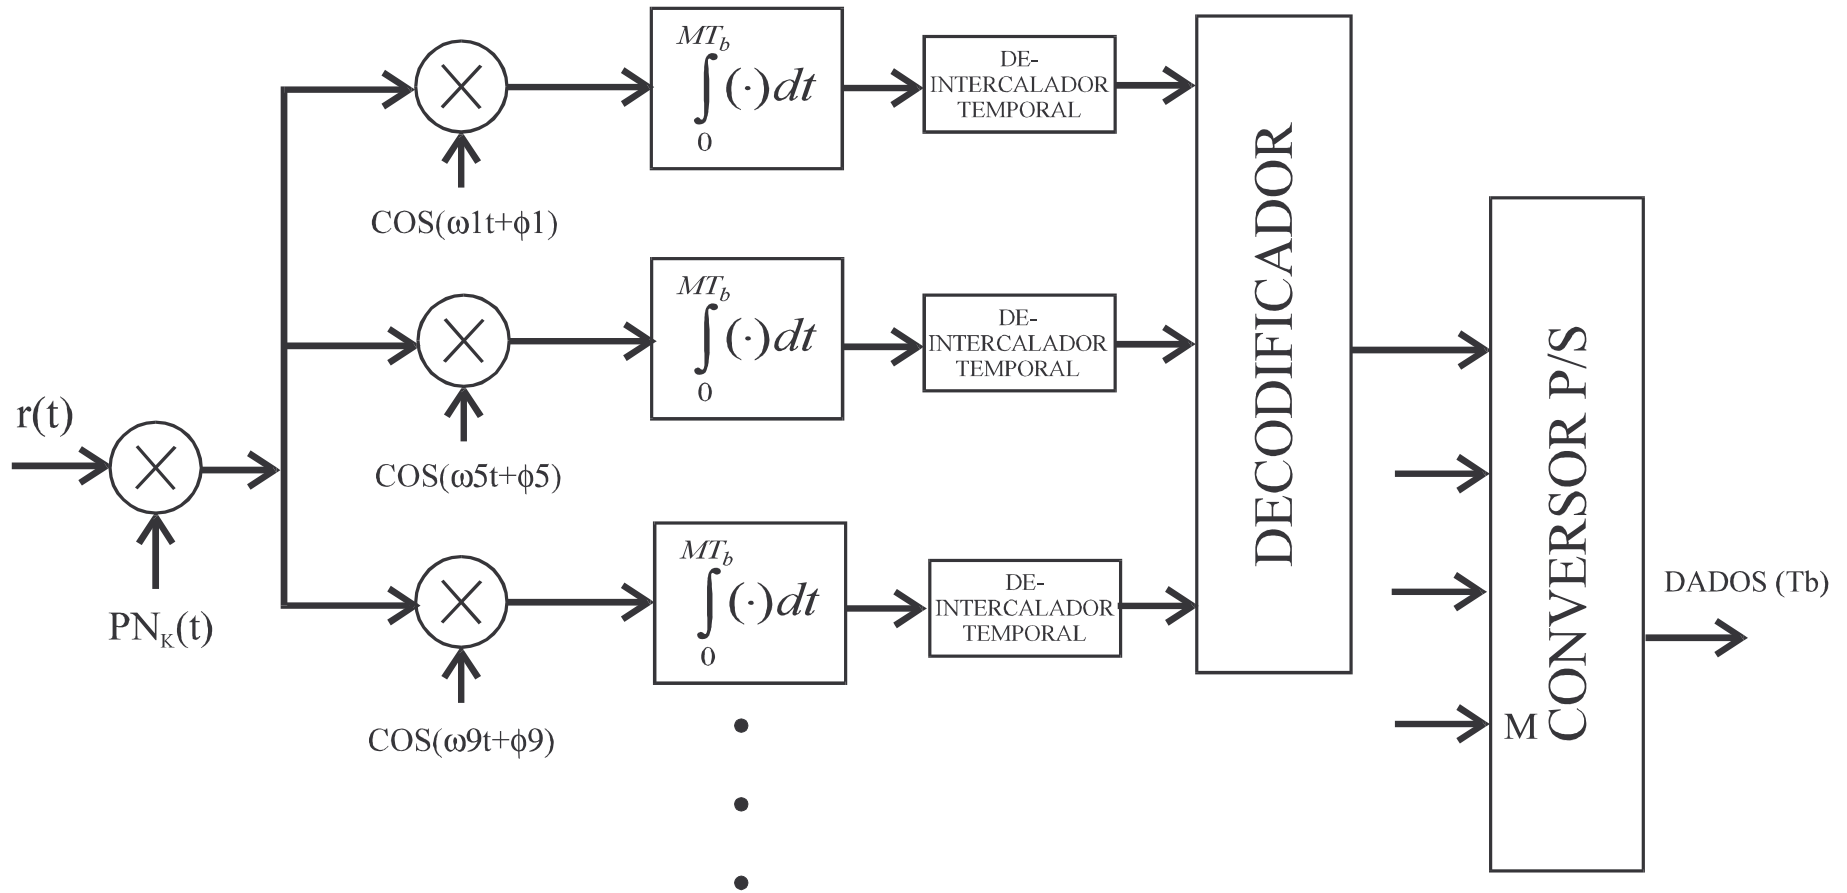 MT_b
∫(·)dt
0
DE-
INTERCALADOR
TEMPORAL
COS(ω1t+ϕ1)
MT_b
∫(·)dt
0
DE-
INTERCALADOR
TEMPORAL
COS(ω5t+ϕ5)
r(t)
PN_K(t)
MT_b
∫(·)dt
0
DE-
INTERCALADOR
TEMPORAL
COS(ω9t+ϕ9)
DECODIFICADOR
CONVERSOR P/S
M
DADOS (Tb)